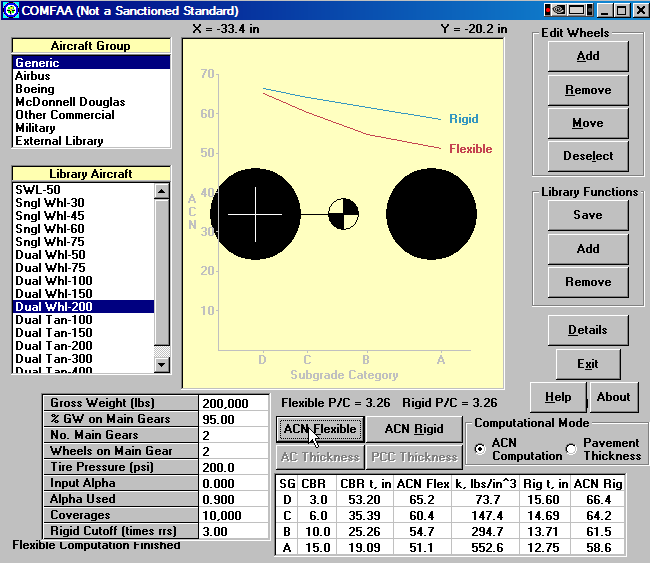 COMFAA (Not a Sanctioned Standard)
X = -33.4 in
Y = -20.2 in
Aircraft Group
Generic
Airbus
Boeing
McDonnell Douglas
Other Commercial
Military
External Library
Library Aircraft
SWL-50
Sngl Whl-30
Sngl Whl-45
Sngl Whl-60
Sngl Whl-75
Dual Whl-50
Dual Whl-75
Dual Whl-100
Dual Whl-150
Dual Whl-200
Dual Tan-100
Dual Tan-150
Dual Tan-200
Dual Tan-300
Dual Tan-400
70
60
50
40
30
20
10
ACN
Rigid
Flexible
D C B A
Subgrade Category
Edit Wheels
Add
Remove
Move
Deselect
Library Functions
Save
Add
Remove
Details
Exit
Help
About
Gross Weight (lbs) 200,000
% GW on Main Gears 95.00
No. Main Gears 2
Wheels on Main Gear 2
Tire Pressure (psi) 200.0
Input Alpha 0.000
Alpha Used 0.900
Coverages 10,000
Rigid Cutoff (times rrs) 3.00
Flexible Computation Finished
Flexible P/C = 3.26 Rigid P/C = 3.26
ACN Flexible
ACN Rigid
AC Thickness
PCC Thickness
Computational Mode
ACN Computation
Pavement Thickness
SG CBR CBR t, in ACN Flex k, lbs/in^3 Rig t, in ACN Rig
D 3.0 53.20 65.2 73.7 15.60 66.4
C 6.0 35.39 60.4 147.4 14.69 64.2
B 10.0 25.26 54.7 294.7 13.71 61.5
A 15.0 19.09 51.1 552.6 12.75 58.6